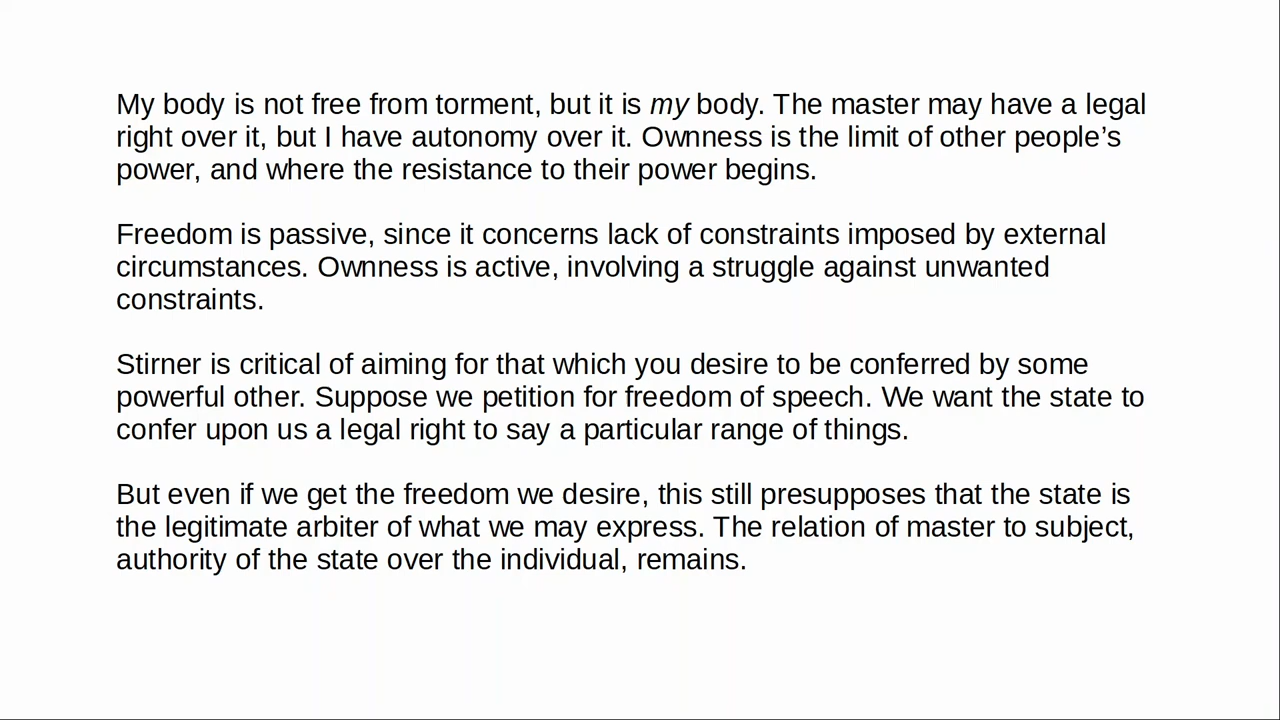 My body is not free from torment, but it is my body. The master may have a legal
right over it, but I have autonomy over it. Ownness is the limit of other people’s
power, and where the resistance to their power begins.
Freedom is passive, since it concerns lack of constraints imposed by external
circumstances. Ownness is active, involving a struggle against unwanted
constraints.
Stirner is critical of aiming for that which you desire to be conferred by some
powerful other. Suppose we petition for freedom of speech. We want the state to
confer upon us a legal right to say a particular range of things.
But even if we get the freedom we desire, this still presupposes that the state is
the legitimate arbiter of what we may express. The relation of master to subject,
authority of the state over the individual, remains.